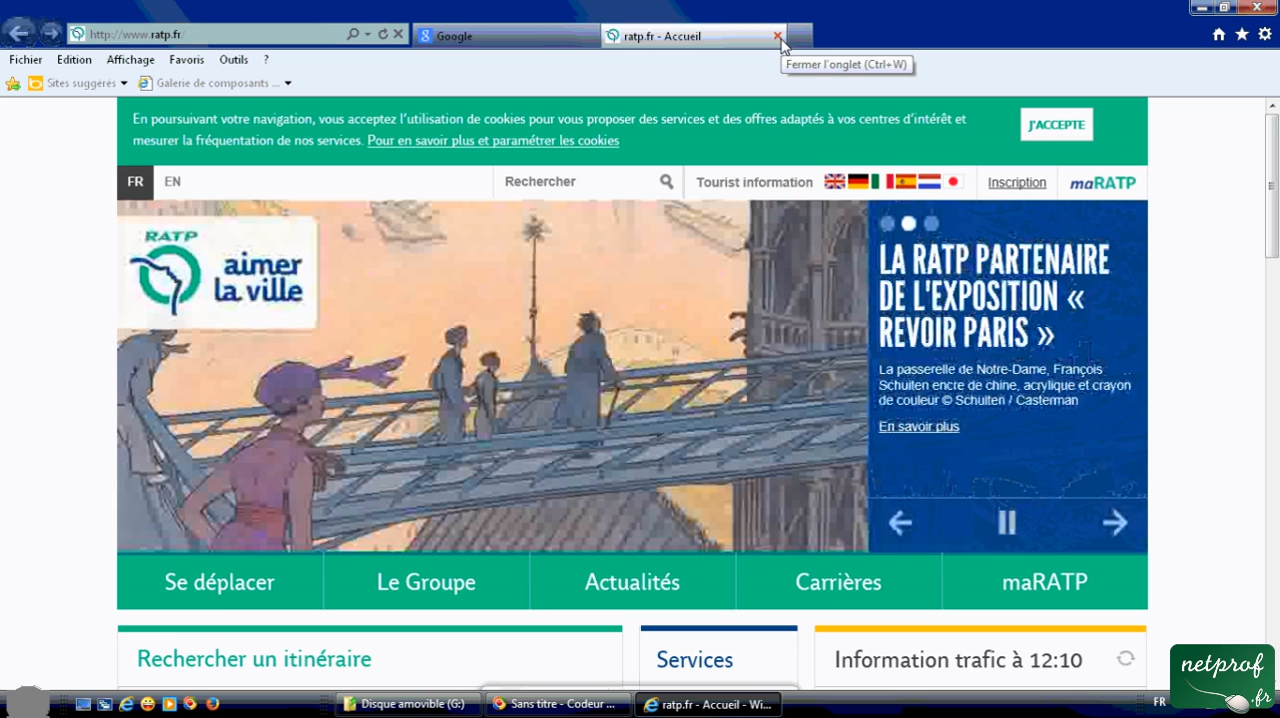 http://www.ratp.fr/
Google
ratp.fr - Accueil
Fermer l'onglet (Ctrl+W)
Fichier Edition Affichage Favoris Outils ?
Sites suggérés
Galerie de composants ...
En poursuivant votre navigation, vous acceptez l'utilisation de cookies pour vous proposer des services et des offres adaptés à vos centres d'intérêt et
mesurer la fréquentation de nos services. Pour en savoir plus et paramétrer les cookies
J'ACCEPTE
FR EN Rechercher Tourist information Inscription maRATP
RATP
aimer
la ville
LA RATP PARTENAIRE
DE L'EXPOSITION «
REVOIR PARIS »
La passerelle de Notre-Dame, François
Schuiten encre de chine, acrylique et crayon
de couleur © Schuiten / Casterman
En savoir plus
Se déplacer Le Groupe Actualités Carrières maRATP
Rechercher un itinéraire
Services
Information trafic à 12:10
netprof
.fr
Disque amovible (G:)
Sans titre - Codeur ...
ratp.fr - Accueil - Wi...
FR